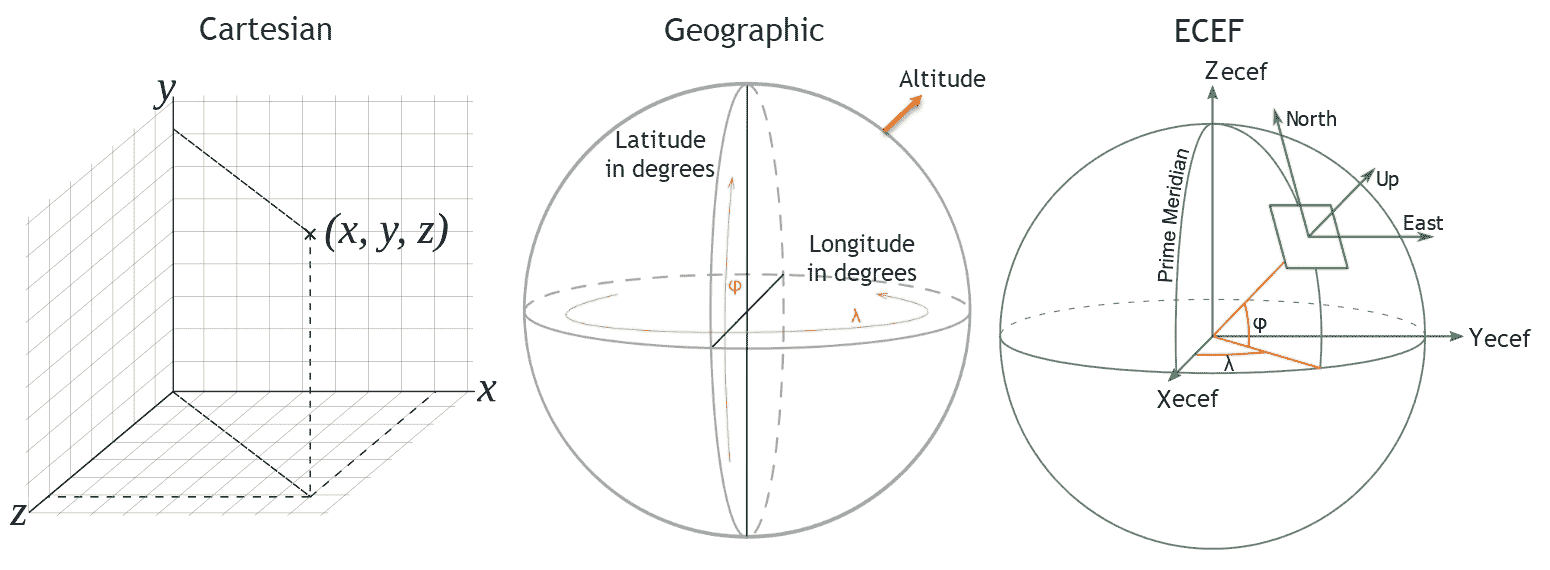 Cartesian
y
(x, y, z)
x
z
Geographic
Altitude
Latitude
in degrees
Longitude
in degrees
φ
λ
ECEF
Zecef
North
Up
East
Prime Meridian
φ
λ
Yecef
Xecef